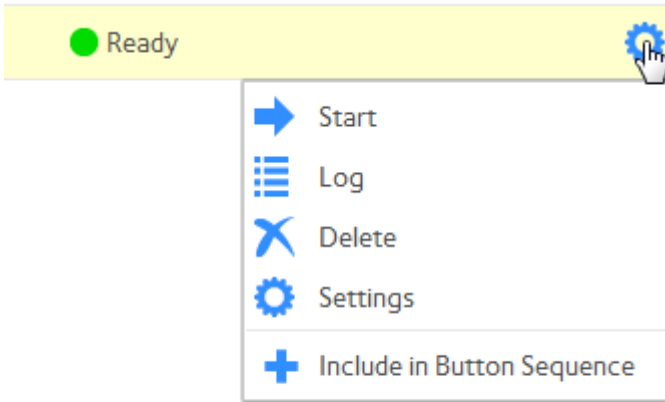 Ready
Start
Log
Delete
Settings
Include in Button Sequence